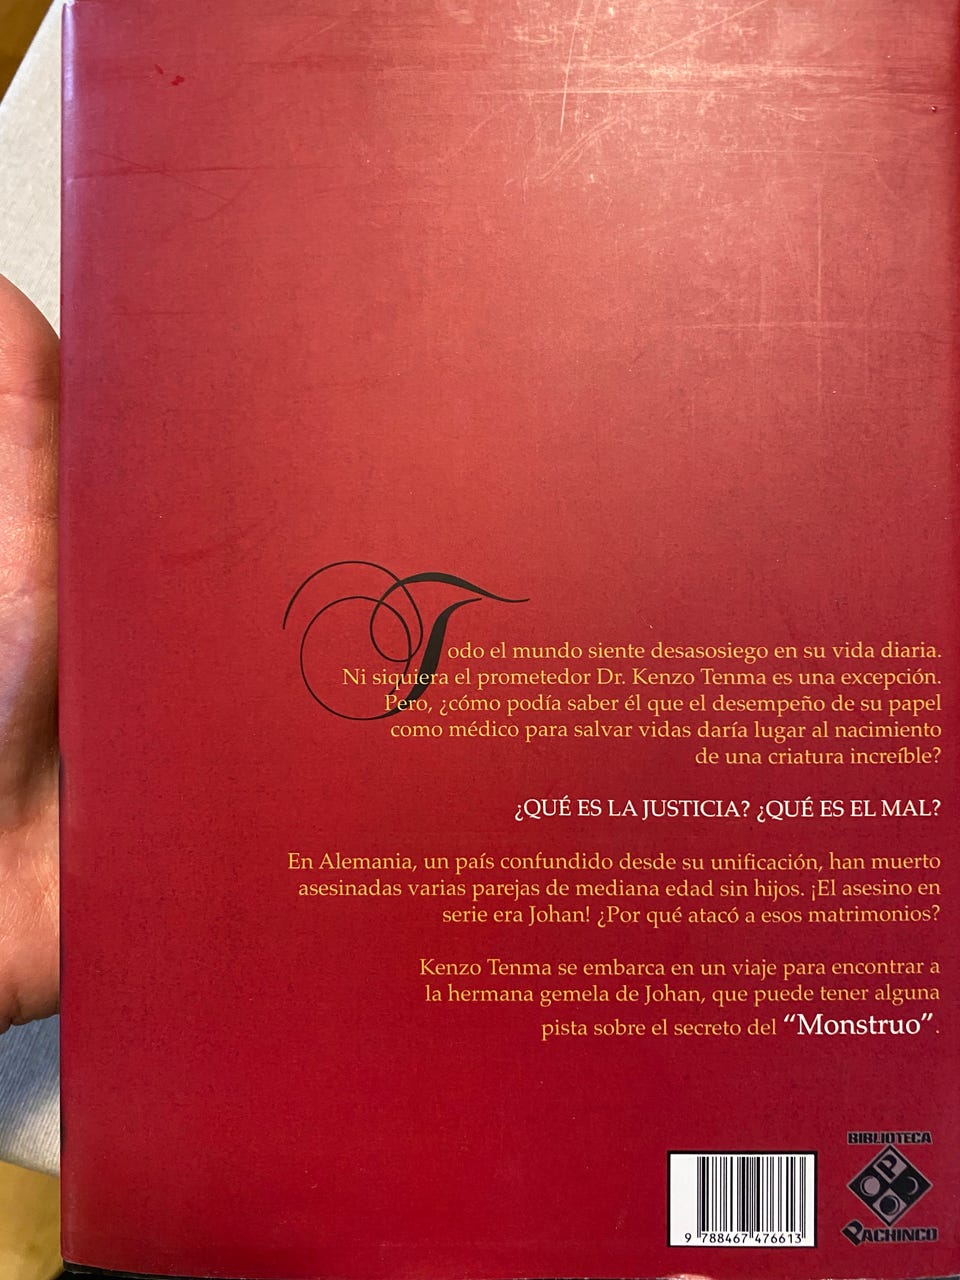 Todo el mundo siente desasosiego en su vida diaria.
Ni siquiera el prometedor Dr. Kenzo Tenma es una excepción.
Pero, ¿cómo podía saber él que el desempeño de su papel
como médico para salvar vidas daría lugar al nacimiento
de una criatura increíble?
¿QUÉ ES LA JUSTICIA? ¿QUÉ ES EL MAL?
En Alemania, un país confundido desde su unificación, han muerto
asesinadas varias parejas de mediana edad sin hijos. ¡El asesino en
serie era Johan! ¿Por qué atacó a esos matrimonios?
Kenzo Tenma se embarca en un viaje para encontrar a
la hermana gemela de Johan, que puede tener alguna
pista sobre el secreto del “Monstruo”.
9 788467 476613
BIBLIOTECA
P
PACHINCO